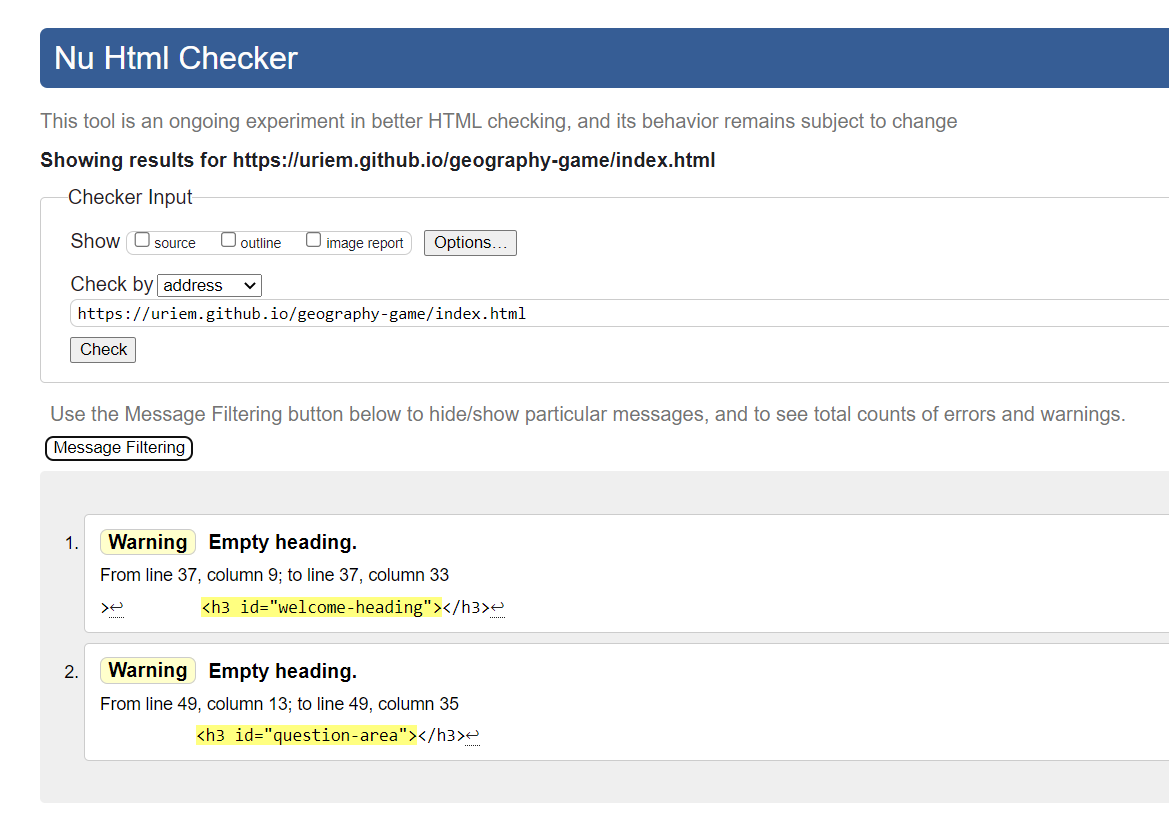 Nu Html Checker
This tool is an ongoing experiment in better HTML checking, and its behavior remains subject to change
Showing results for https://uriem.github.io/geography-game/index.html
Checker Input
Show source outline image report Options…
Check by address
https://uriem.github.io/geography-game/index.html
Check
Use the Message Filtering button below to hide/show particular messages, and to see total counts of errors and warnings.
Message Filtering
1. Warning Empty heading.
From line 37, column 9; to line 37, column 33
>↩ <h3 id="welcome-heading"></h3>↩
2. Warning Empty heading.
From line 49, column 13; to line 49, column 35
<h3 id="question-area"></h3>↩